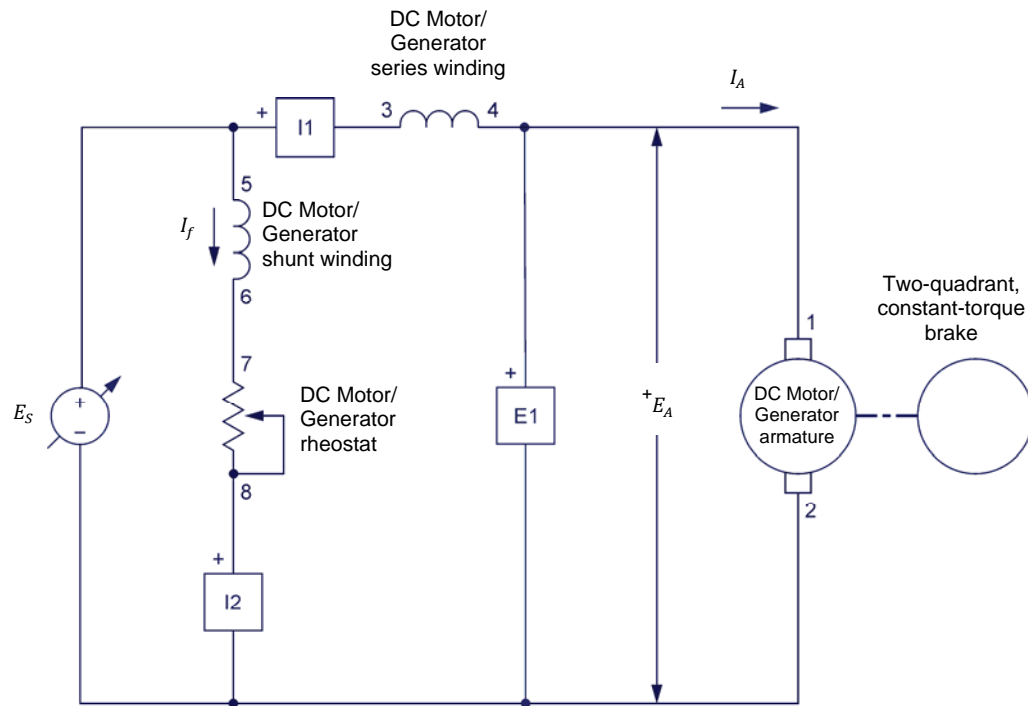 DC Motor/
Generator
series winding
I_A
+
I1
3
4
5
I_f
DC Motor/
Generator
shunt winding
6
Two-quadrant,
constant-torque
brake
7
1
E_S
+
−
DC Motor/
Generator
rheostat
+
E1
+
E_A
DC Motor/
Generator
armature
8
2
+
I2